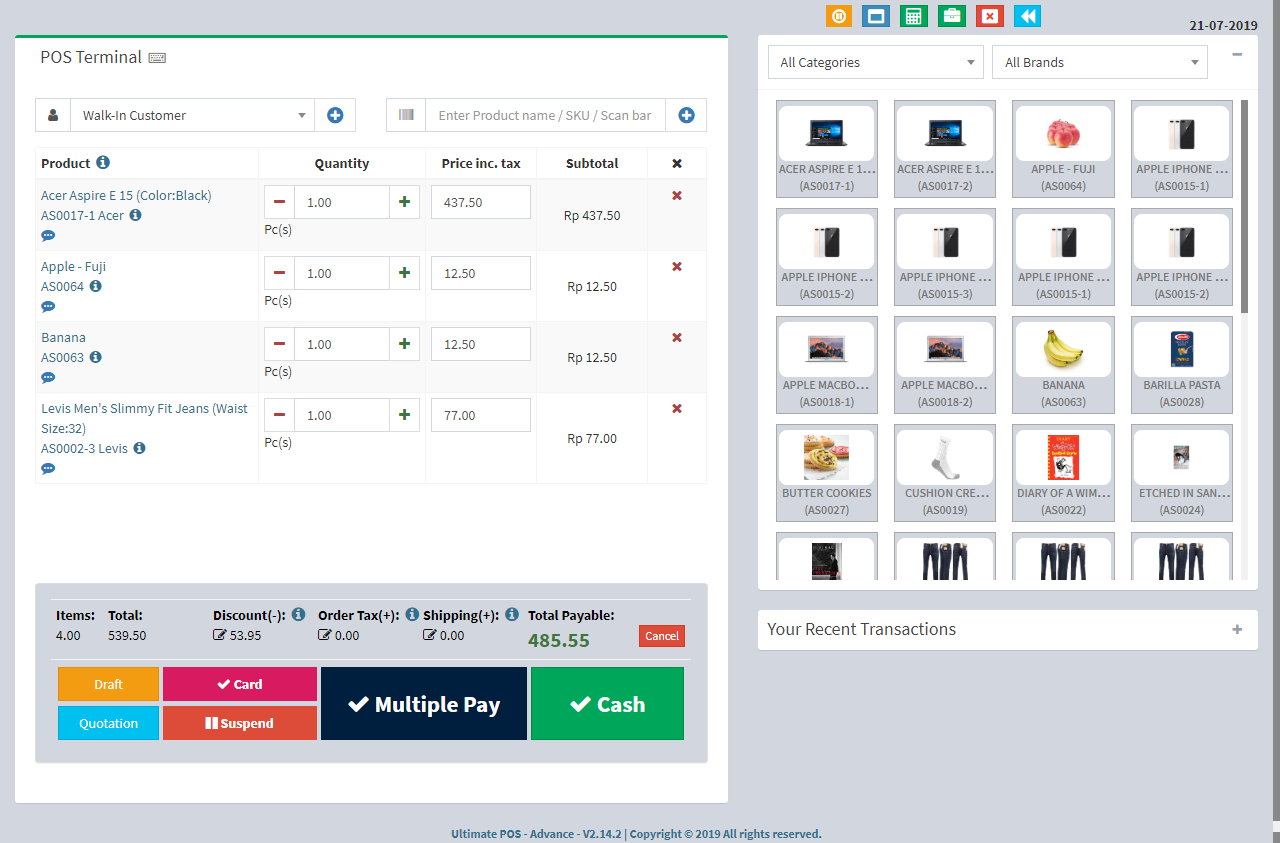 21-07-2019
POS Terminal
Walk-In Customer
Enter Product name / SKU / Scan bar
Product Quantity Price inc. tax Subtotal
Acer Aspire E 15 (Color:Black)
AS0017-1 Acer
1.00
Pc(s)
437.50
Rp 437.50
Apple - Fuji
AS0064
1.00
Pc(s)
12.50
Rp 12.50
Banana
AS0063
1.00
Pc(s)
12.50
Rp 12.50
Levis Men's Slimmy Fit Jeans (Waist
Size:32)
AS0002-3 Levis
1.00
Pc(s)
77.00
Rp 77.00
Items: Total: Discount(-): Order Tax(+): Shipping(+): Total Payable:
4.00 539.50 53.95 0.00 0.00 485.55
Cancel
Draft
Card
Quotation
Suspend
Multiple Pay
Cash
All Categories
All Brands
ACER ASPIRE E 1...
(AS0017-1)
ACER ASPIRE E 1...
(AS0017-2)
APPLE - FUJI
(AS0064)
APPLE IPHONE ...
(AS0015-1)
APPLE IPHONE ...
(AS0015-2)
APPLE IPHONE ...
(AS0015-3)
APPLE IPHONE ...
(AS0015-1)
APPLE IPHONE ...
(AS0015-2)
APPLE MACBO...
(AS0018-1)
APPLE MACBO...
(AS0018-2)
BANANA
(AS0063)
BARILLA PASTA
(AS0028)
BUTTER COOKIES
(AS0027)
CUSHION CRE...
(AS0019)
DIARY OF A WIM...
(AS0022)
ETCHED IN SAN...
(AS0024)
Your Recent Transactions
Ultimate POS - Advance - V2.14.2 | Copyright © 2019 All rights reserved.